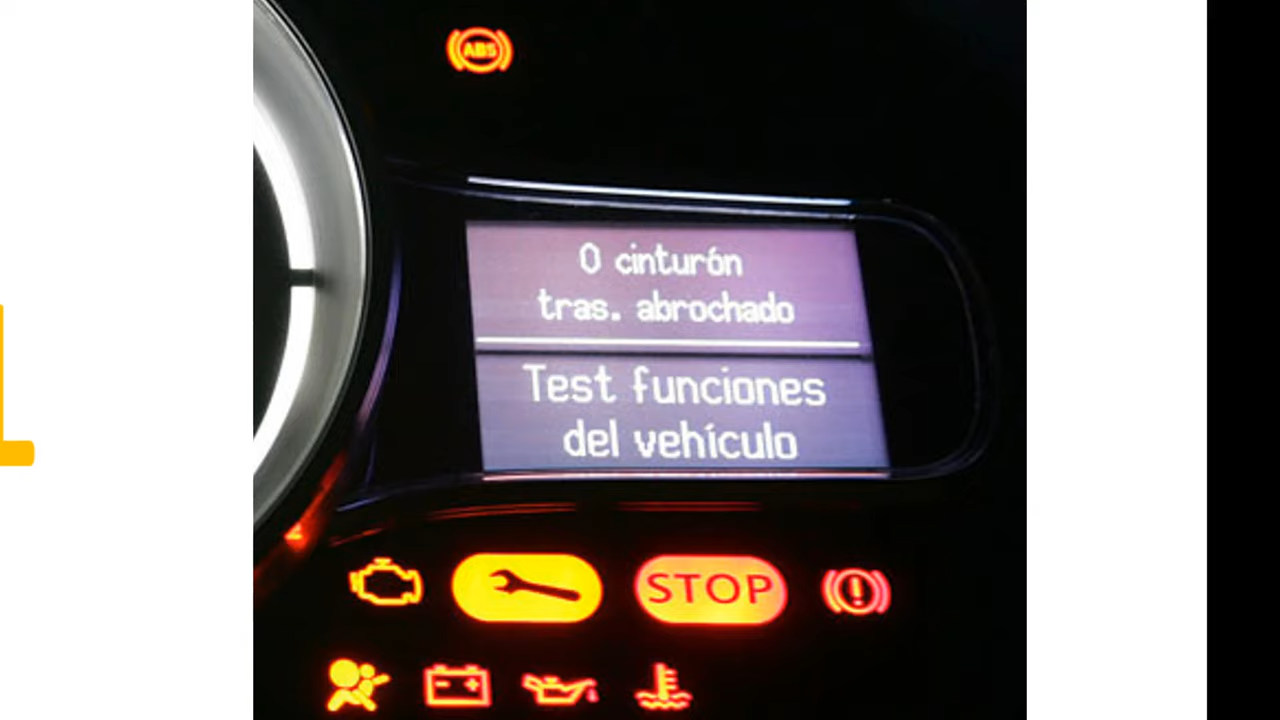 ABS
0 cinturón
tras. abrochado
Test funciones
del vehículo
STOP